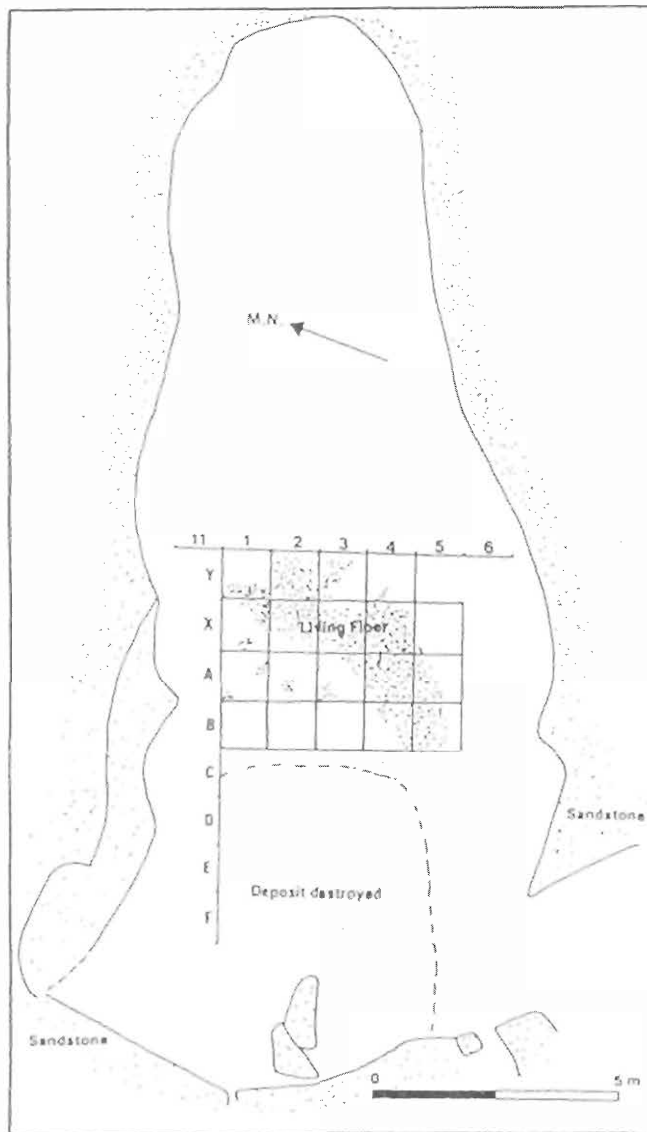 M.N.
11 1 2 3 4 5 6
Y
X Living Floor
A
B
C
D
Sandstone
E
Deposit destroyed
F
Sandstone
0 5 m